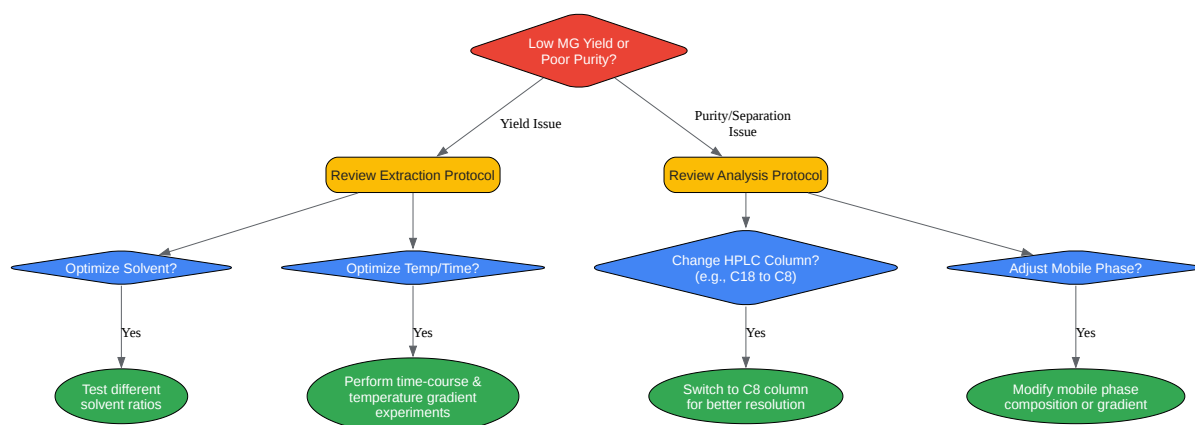 Low MG Yield or
Poor Purity?
Yield Issue
Purity/Separation
Issue
Review Extraction Protocol
Review Analysis Protocol
Optimize Solvent?
Optimize Temp/Time?
Change HPLC Column?
(e.g., C18 to C8)
Adjust Mobile Phase?
Yes
Yes
Yes
Yes
Test different
solvent ratios
Perform time-course &
temperature gradient
experiments
Switch to C8 column
for better resolution
Modify mobile phase
composition or gradient